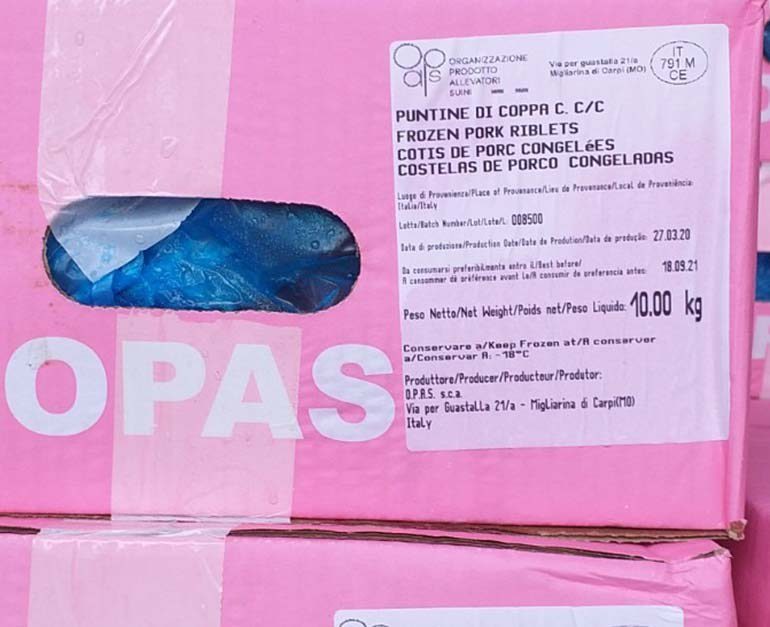 OPAS
ORGANIZZAZIONE
PRODOTTO
ALLEVATORI
SUINI
Via per guastalla 21/a
Migliarina di Carpi (MO)
IT
791 M
CE
PUNTINE DI COPPA C. C/C
FROZEN PORK RIBLETS
COTIS DE PORC CONGELéES
COSTELAS DE PORCO CONGELADAS
Luogo di Provenienza/Place of Provenance/Lieu de Provenance/Local de Proveniência:
Italia/Italy
Lotto/Batch Number/Lot/Lote/L: 008500
Data di produzione/Production Date/Date de Prodution/Data de produção: 27.03.20
Da consumarsi preferibilmente entro il/Best before/
A consommer de préférence avant Le/A consumir de preferencia antes: 18.09.21
Peso Netto/Net Weight/Poids net/Peso Liquido: 10.00 kg
Conservare a/Keep Frozen at/A conserver
a/Conservar A: -18°C
Produttore/Producer/Producteur/Produtor:
O.P.A.S. s.c.a.
Via per Guastalla 21/a - Migliarina di Carpi(MO)
Italy
OPAS